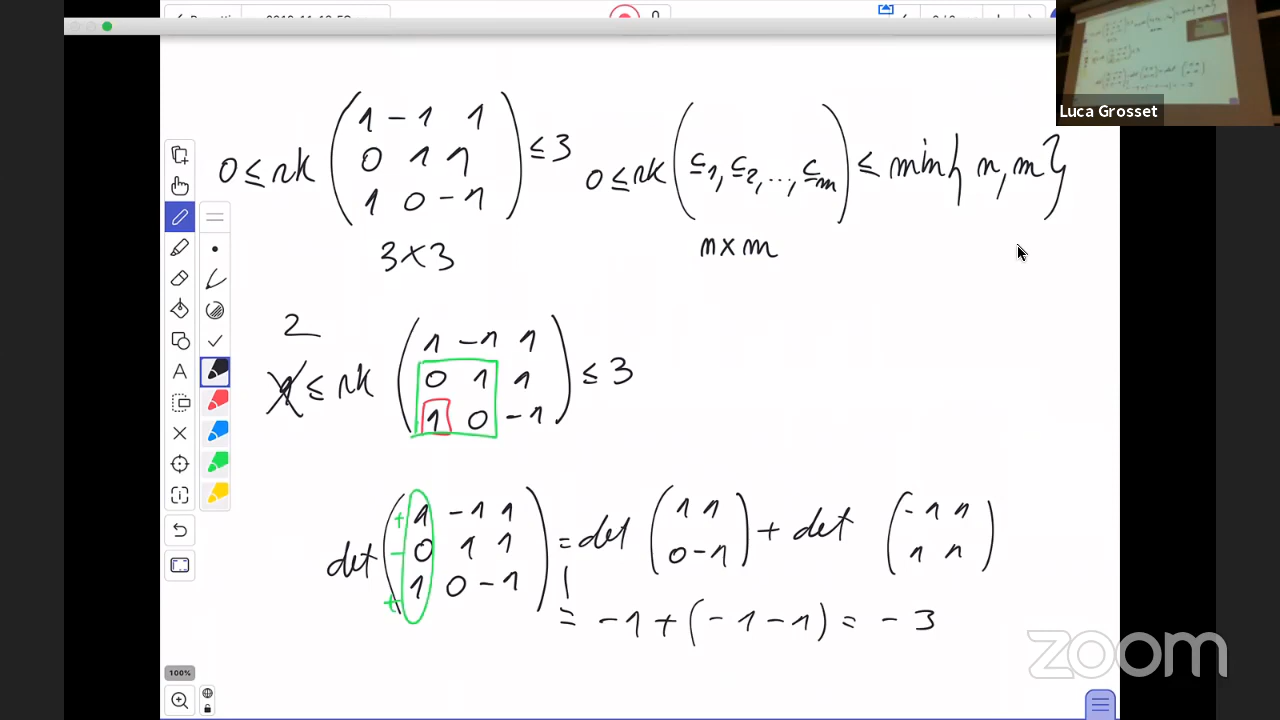 Luca Grosset
0 ≤ rk ( 1 -1 1
0 1 1
1 0 -1 ) ≤ 3
3 × 3
0 ≤ rk ( c1, c2, ..., cm ) ≤ min{ n, m }
n × m
2
1 ≤ rk ( 1 -1 1
0 1 1
1 0 -1 ) ≤ 3
det ( + 1 -1 1
- 0 1 1
+ 1 0 -1 ) = det ( 1 1
0 -1 ) + det ( -1 1
1 1 )
= -1 + ( -1 -1 ) = -3
100%
zoom